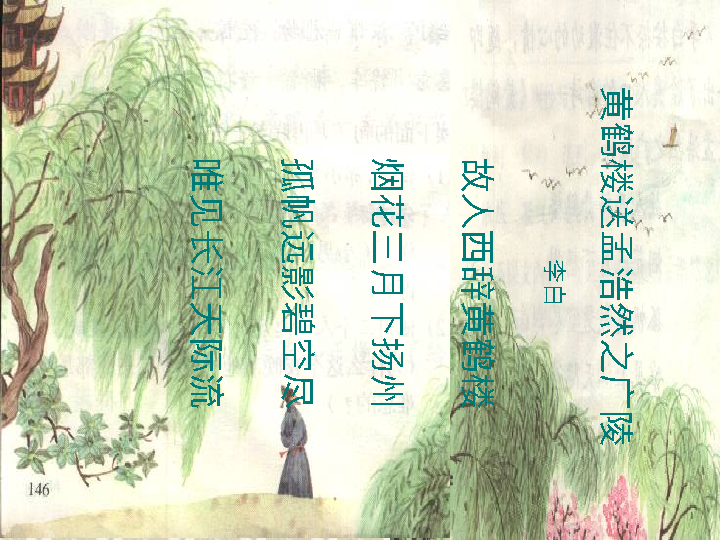 黄鹤楼送孟浩然之广陵
李白
故人西辞黄鹤楼
烟花三月下扬州
孤帆远影碧空尽
唯见长江天际流
146